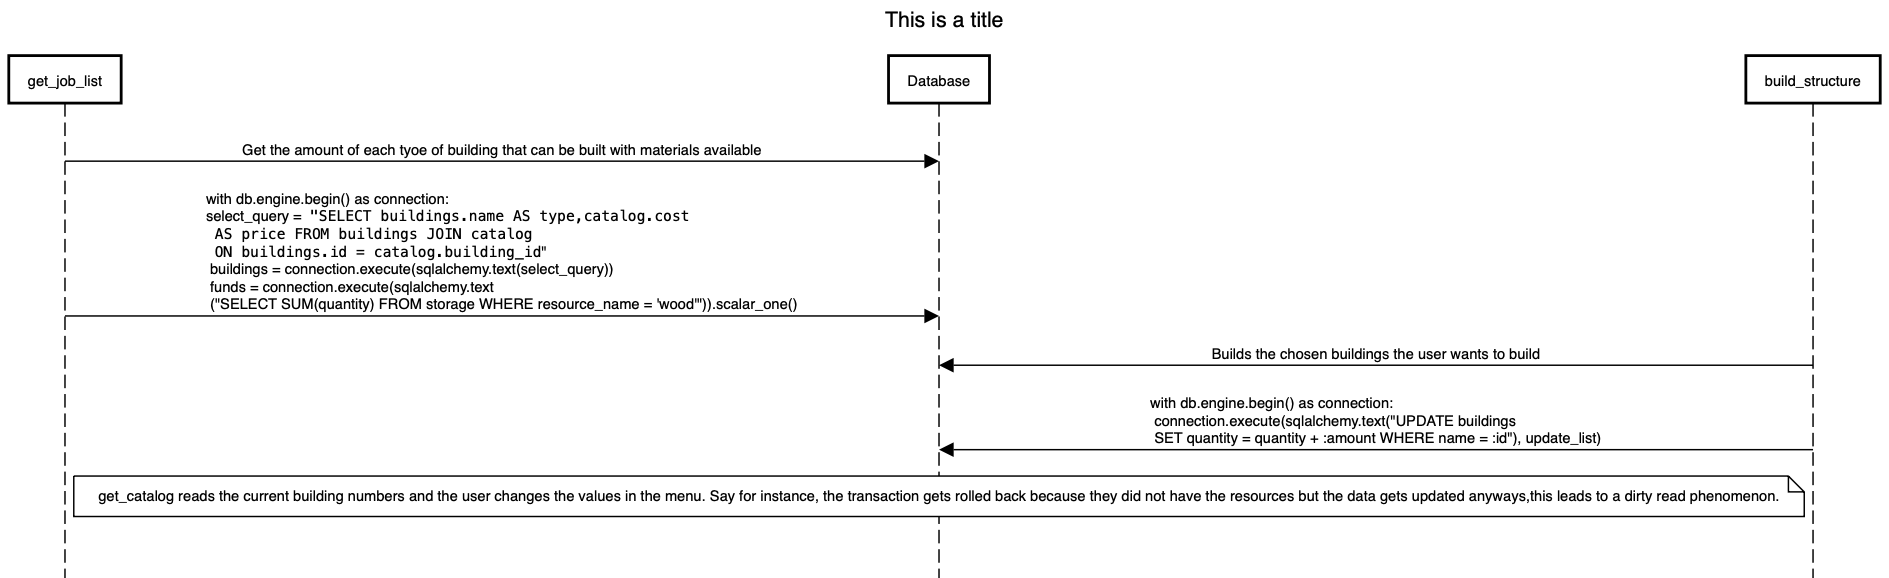 This is a title
get_job_list
Database
build_structure
Get the amount of each tyoe of building that can be built with materials available
with db.engine.begin() as connection:
select_query = "SELECT buildings.name AS type,catalog.cost
AS price FROM buildings JOIN catalog
ON buildings.id = catalog.building_id"
buildings = connection.execute(sqlalchemy.text(select_query))
funds = connection.execute(sqlalchemy.text
("SELECT SUM(quantity) FROM storage WHERE resource_name = 'wood'")).scalar_one()
Builds the chosen buildings the user wants to build
with db.engine.begin() as connection:
connection.execute(sqlalchemy.text("UPDATE buildings
SET quantity = quantity + :amount WHERE name = :id"), update_list)
get_catalog reads the current building numbers and the user changes the values in the menu. Say for instance, the transaction gets rolled back because they did not have the resources but the data gets updated anyways,this leads to a dirty read phenomenon.